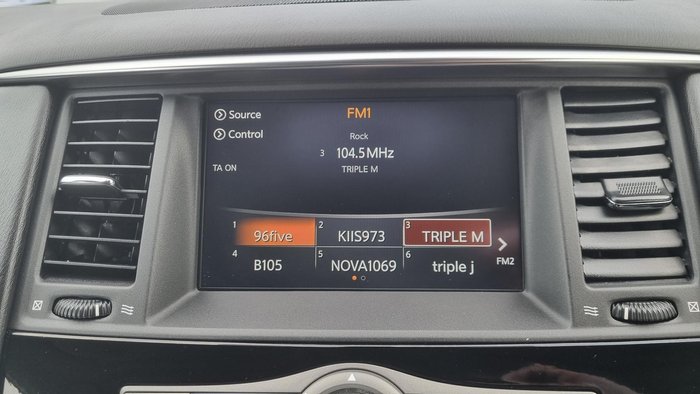 Source
FM1
Control
Rock
3 104.5MHz
TA ON
TRIPLE M
1 96five 2 KIIS973 3 TRIPLE M
4 B105 5 NOVA1069 6 triple j FM2